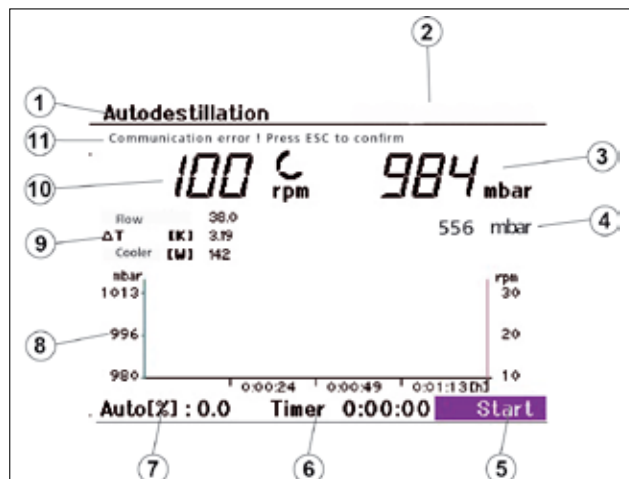 2
1 Autodestillation
11 Communication error ! Press ESC to confirm
3
10 100 rpm 984 mbar
Flow 38.0
556 mbar 4
9 ΔT [K] 3.19
Cooler [W] 142
mbar rpm
1013 30
8 996 20
980 10
0:00:24 0:00:49 0:01:13[h]
Auto[%] : 0.0 Timer 0:00:00 Start
7 6 5